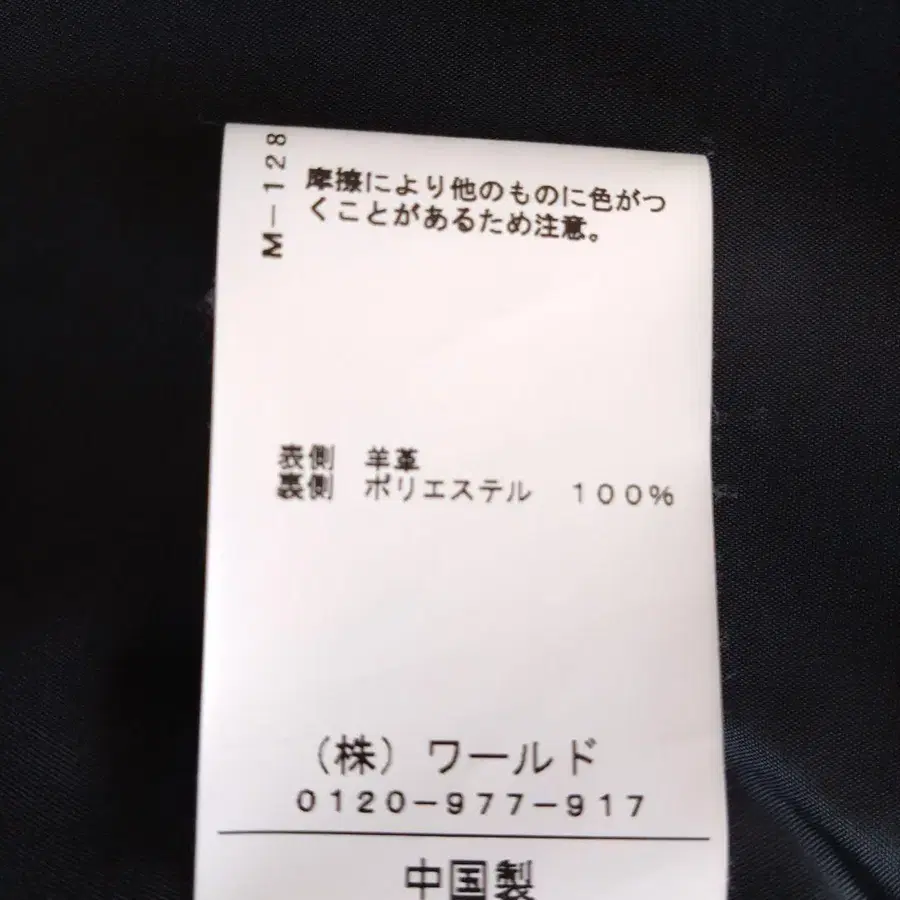 M-128
摩擦により他のものに色がつ
くことがあるため注意。
表側 羊革
裏側 ポリエステル 100%
(株)ワールド
0120-977-917
中国製